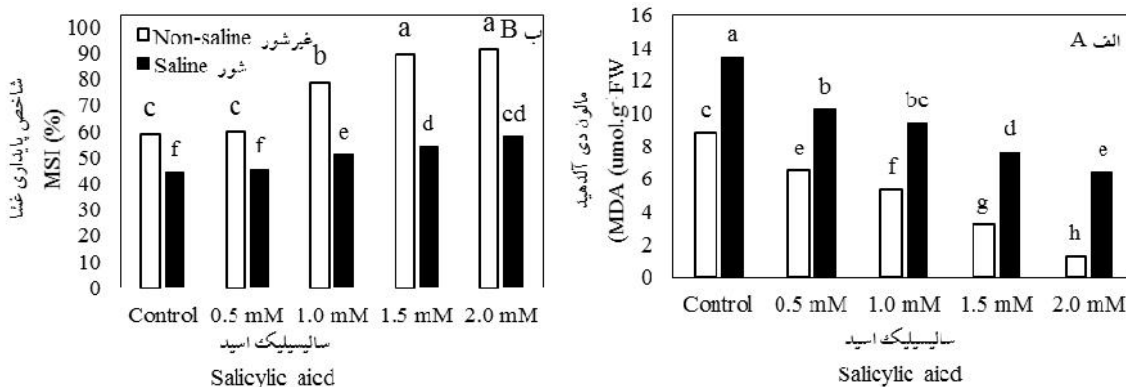 ب B
غیرشور Non-saline
شور Saline
شاخص پایداری غشا
MSI (%)
100
90
80
70
60
50
40
30
20
10
0
c
f
c
f
b
e
a
d
a
cd
Control 0.5 mM 1.0 mM 1.5 mM 2.0 mM
سالیسیلیک اسید
Salicylic aicd
الف A
مالون دی آلدهید
(MDA (umol.g⁻¹FW
16
14
12
10
8
6
4
2
0
c
a
e
b
f
bc
g
d
h
e
Control 0.5 mM 1.0 mM 1.5 mM 2.0 mM
سالیسیلیک اسید
Salicylic aicd